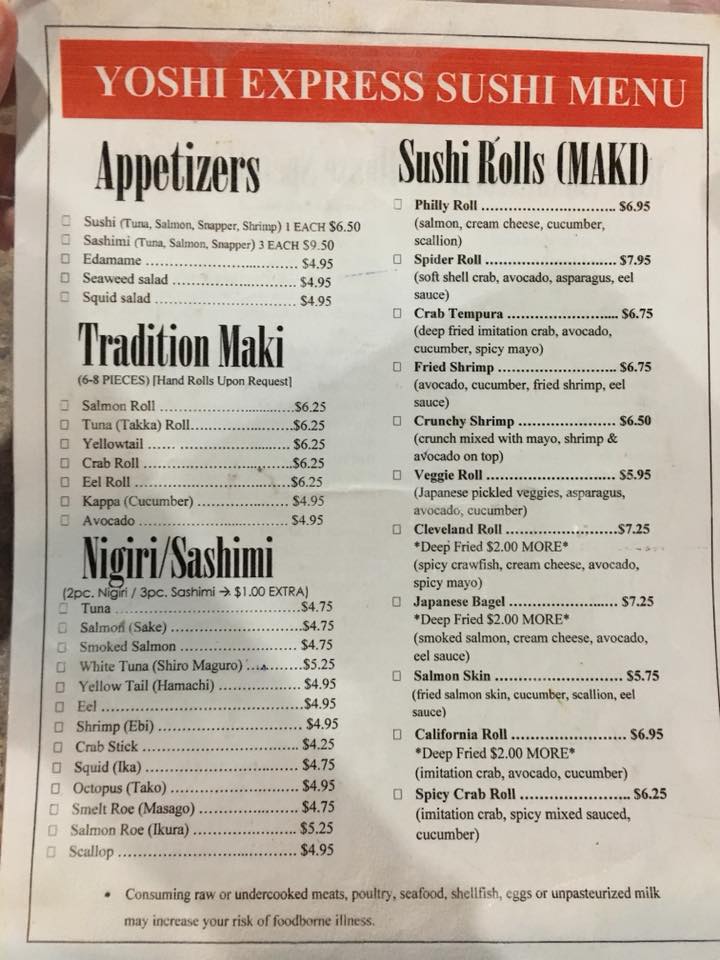 YOSHI EXPRESS SUSHI MENU
Appetizers
Sushi (Tuna, Salmon, Snapper, Shrimp) 1 EACH $6.50
Sashimi (Tuna, Salmon, Snapper) 3 EACH $9.50
Edamame ................................ $4.95
Seaweed salad ........................ $4.95
Squid salad ............................ $4.95
Tradition Maki
(6-8 PIECES) [Hand Rolls Upon Request]
Salmon Roll ............................$6.25
Tuna (Takka) Roll.....................$6.25
Yellowtail ..... ........................ $6.25
Crab Roll ...............................$6.25
Eel Roll .................................$6.25
Kappa (Cucumber) .................. $4.95
Avocado ................................ $4.95
Nigiri/Sashimi
(2pc. Nigiri / 3pc. Sashimi → $1.00 EXTRA)
Tuna .....................................$4.75
Salmon (Sake) .........................$4.75
Smoked Salmon ...................... $4.75
White Tuna (Shiro Maguro) ...........$5.25
Yellow Tail (Hamachi) ................ $4.95
Eel ........................................$4.95
Shrimp (Ebi) ........................... $4.95
Crab Stick .............................. $4.25
Squid (Ika) .............................. $4.75
Octopus (Tako) ........................ $4.95
Smelt Roe (Masago) .................. $4.75
Salmon Roe (Ikura) ................... $5.25
Scallop ................................... $4.95
Sushi Rolls (MAKI)
Philly Roll ................................ $6.95
(salmon, cream cheese, cucumber,
scallion)
Spider Roll ................................ $7.95
(soft shell crab, avocado, asparagus, eel
sauce)
Crab Tempura .......................... $6.75
(deep fried imitation crab, avocado,
cucumber, spicy mayo)
Fried Shrimp ............................ $6.75
(avocado, cucumber, fried shrimp, eel
sauce)
Crunchy Shrimp ....................... $6.50
(crunch mixed with mayo, shrimp &
avocado on top)
Veggie Roll ............................... $5.95
(Japanese pickled veggies, asparagus,
avocado, cucumber)
Cleveland Roll ..........................$7.25
*Deep Fried $2.00 MORE*
(spicy crawfish, cream cheese, avocado,
spicy mayo)
Japanese Bagel ......................... $7.25
*Deep Fried $2.00 MORE*
(smoked salmon, cream cheese, avocado,
eel sauce)
Salmon Skin ............................. $5.75
(fried salmon skin, cucumber, scallion, eel
sauce)
California Roll .......................... $6.95
*Deep Fried $2.00 MORE*
(imitation crab, avocado, cucumber)
Spicy Crab Roll ......................... $6.25
(imitation crab, spicy mixed sauced,
cucumber)
• Consuming raw or undercooked meats, poultry, seafood, shellfish, eggs or unpasteurized milk
may increase your risk of foodborne illness.